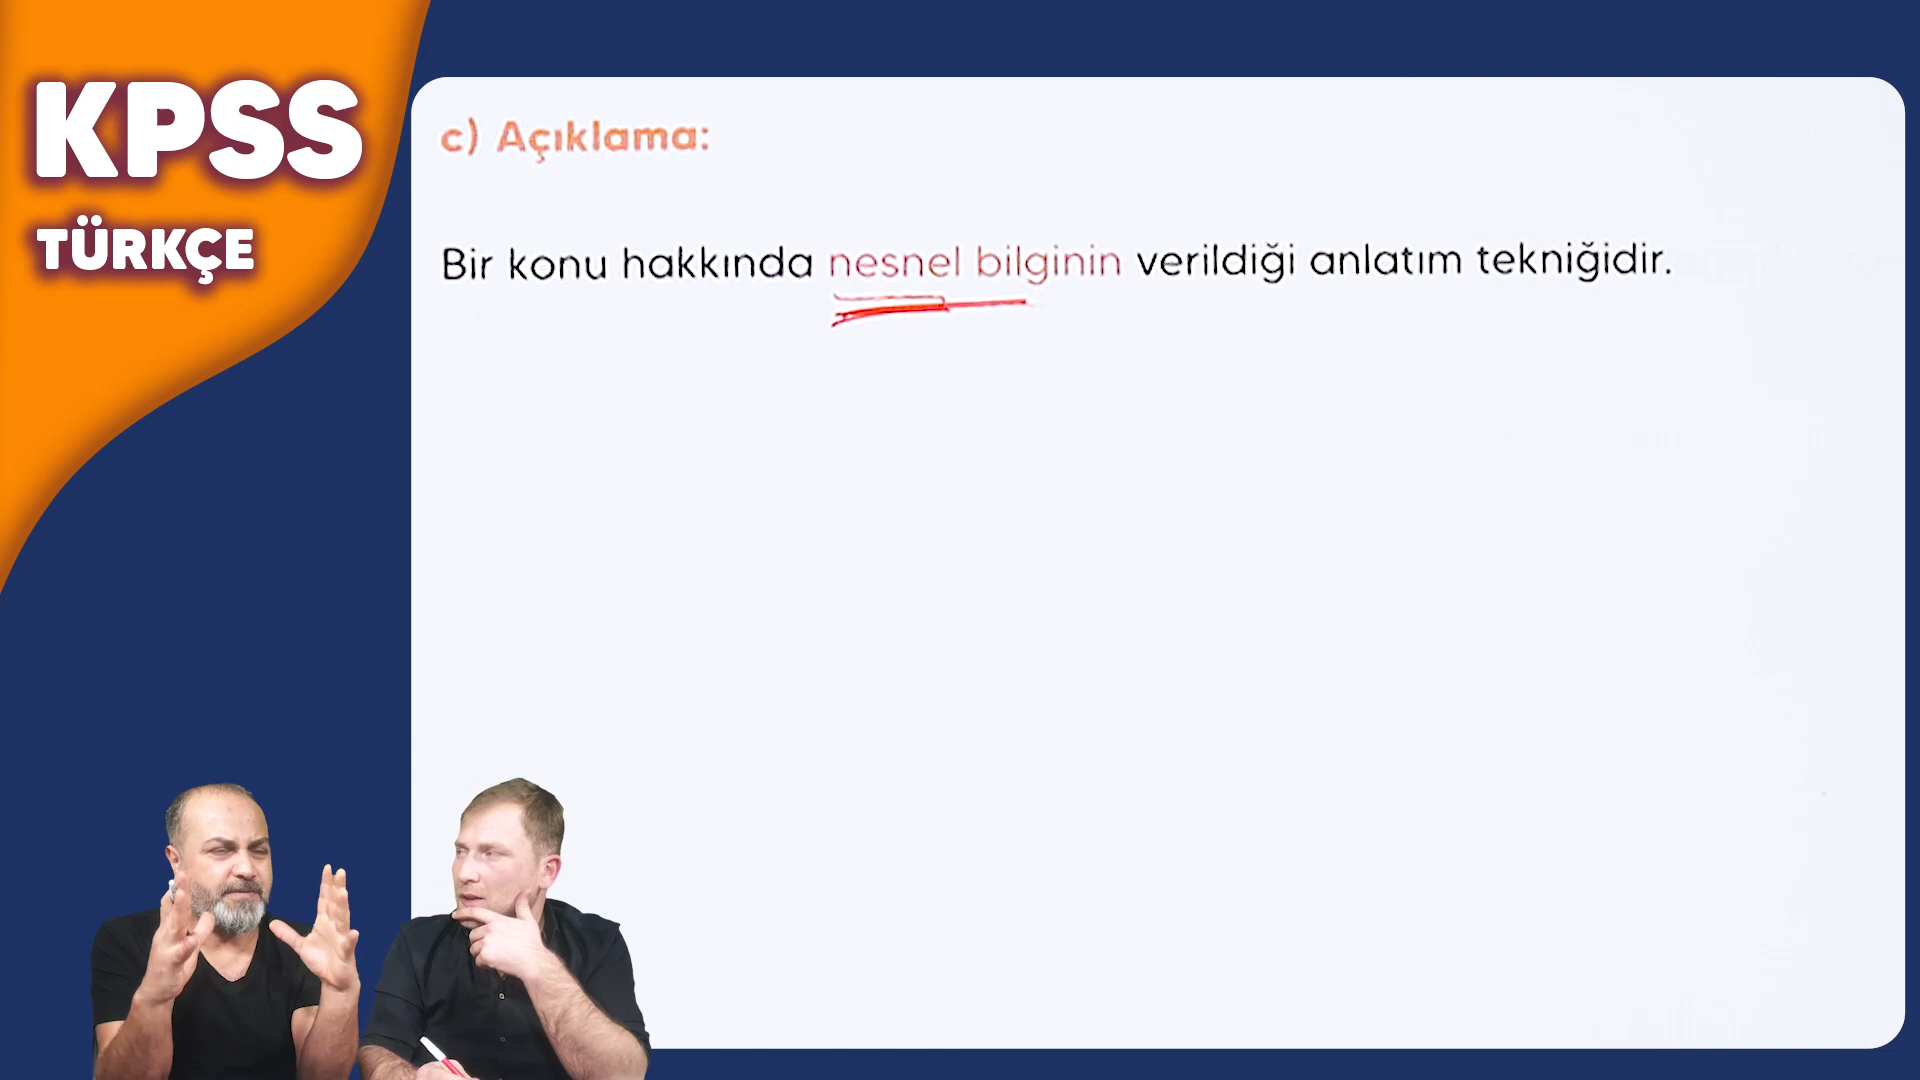 KPSS
TÜRKÇE
c) Açıklama:
Bir konu hakkında nesnel bilginin verildiği anlatım tekniğidir.